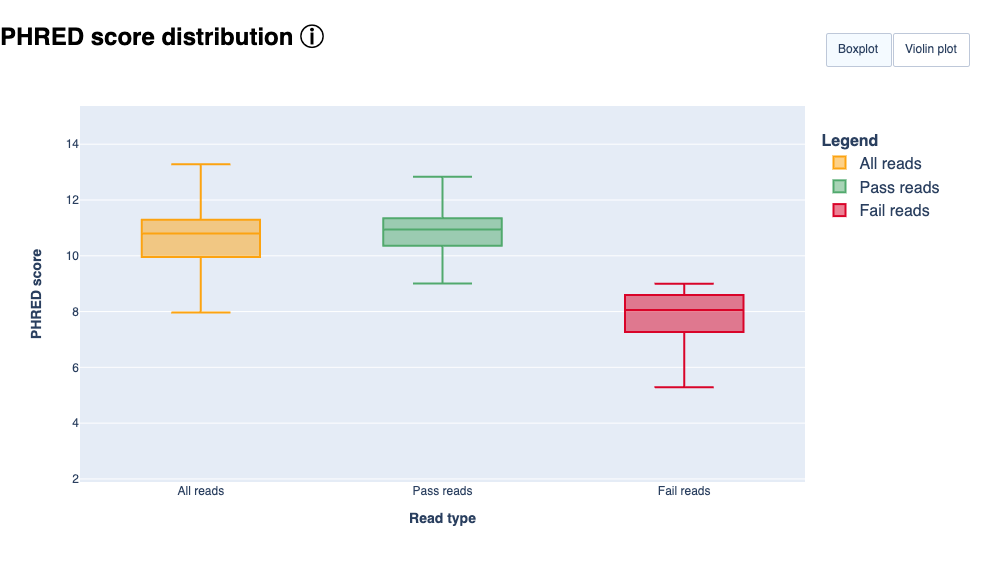 PHRED score distribution ⓘ
Boxplot
Violin plot
14
12
10
8
6
4
2
PHRED score
All reads
Pass reads
Fail reads
Read type
Legend
All reads
Pass reads
Fail reads